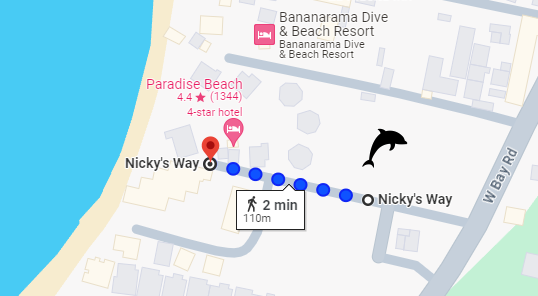 Bananarama Dive
& Beach Resort
Bananarama Dive
& Beach Resort
Paradise Beach
4.4 ★ (1344)
4-star hotel
Nicky's Way
2 min
110m
Nicky's Way
W Bay Rd